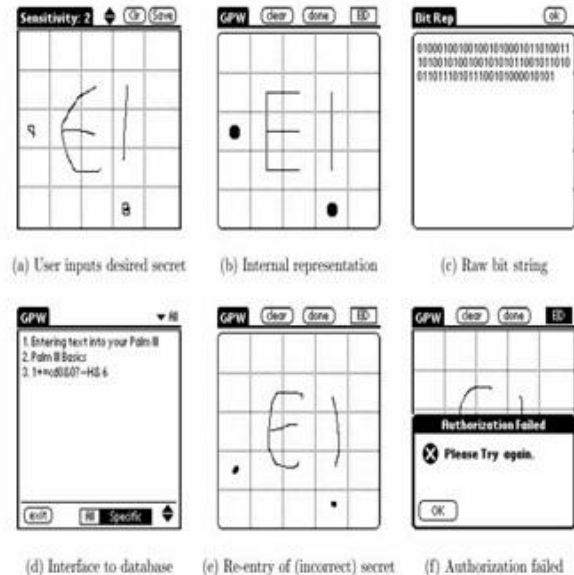 Sensitivity: 2 Clr Save
GPW clear done ED
Bit Rep ok
(a) User inputs desired secret
(b) Internal representation
(c) Raw bit string
GPW All
1. Entering text into your Palm III
2. Palm III Basics
exit All Specific
GPW clear done ED
GPW clear done ED
Authorization Failed
Please Try again.
OK
(d) Interface to database
(e) Re-entry of (incorrect) secret
(f) Authorization failed